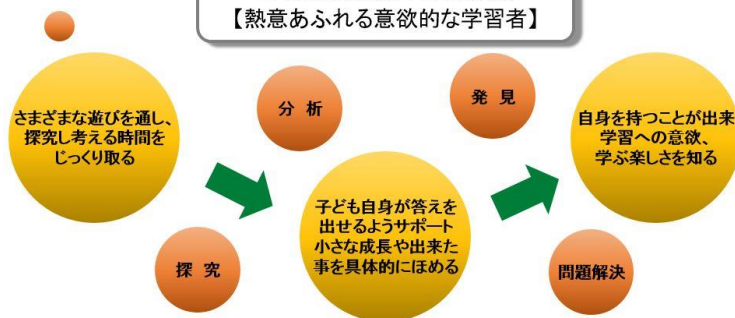 【熱意あふれる意欲的な学習者】
さまざまな遊びを通し、
探究し考える時間を
じっくり取る
分 析
発 見
自身を持つことが出来
学習への意欲、
学ぶ楽しさを知る
子ども自身が答えを
出せるようサポート
小さな成長や出来た
事を具体的にほめる
探 究
問題解決